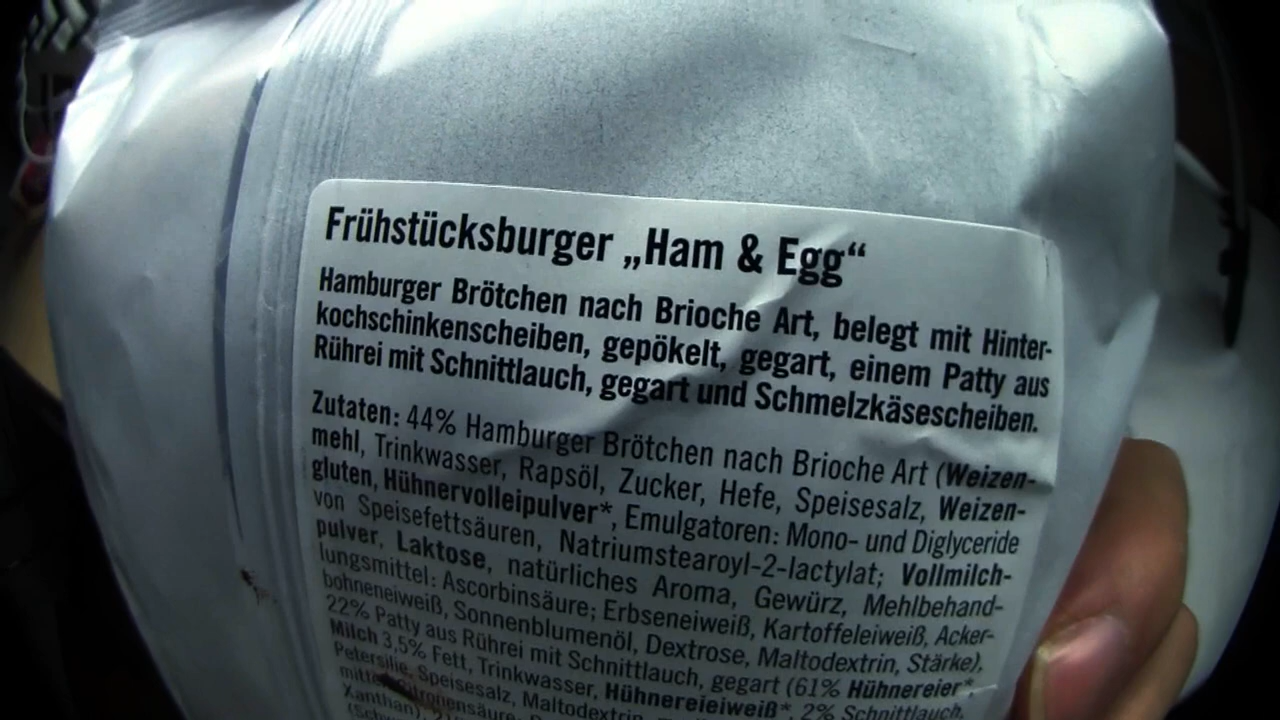 Frühstücksburger „Ham & Egg“
Hamburger Brötchen nach Brioche Art, belegt mit Hinter-
kochschinkenscheiben, gepökelt, gegart, einem Patty aus
Rührei mit Schnittlauch, gegart und Schmelzkäsescheiben.
Zutaten: 44% Hamburger Brötchen nach Brioche Art (Weizen-
mehl, Trinkwasser, Rapsöl, Zucker, Hefe, Speisesalz, Weizen-
gluten, Hühnervolleipulver*, Emulgatoren: Mono- und Diglyceride
von Speisefettsäuren, Natriumstearoyl-2-lactylat; Vollmilch-
pulver, Laktose, natürliches Aroma, Gewürz, Mehlbehand-
lungsmittel: Ascorbinsäure; Erbseneiweiß, Kartoffeleiweiß, Acker-
bohneneiweiß, Sonnenblumenöl, Dextrose, Maltodextrin, Stärke),
22% Patty aus Rührei mit Schnittlauch, gegart (61% Hühnereier*,
Milch 3,5% Fett, Trinkwasser, Hühnereieiweiß*, 2% Schnittlauch,
Petersilie, Speisesalz, Maltodextrin,
Xanthan),